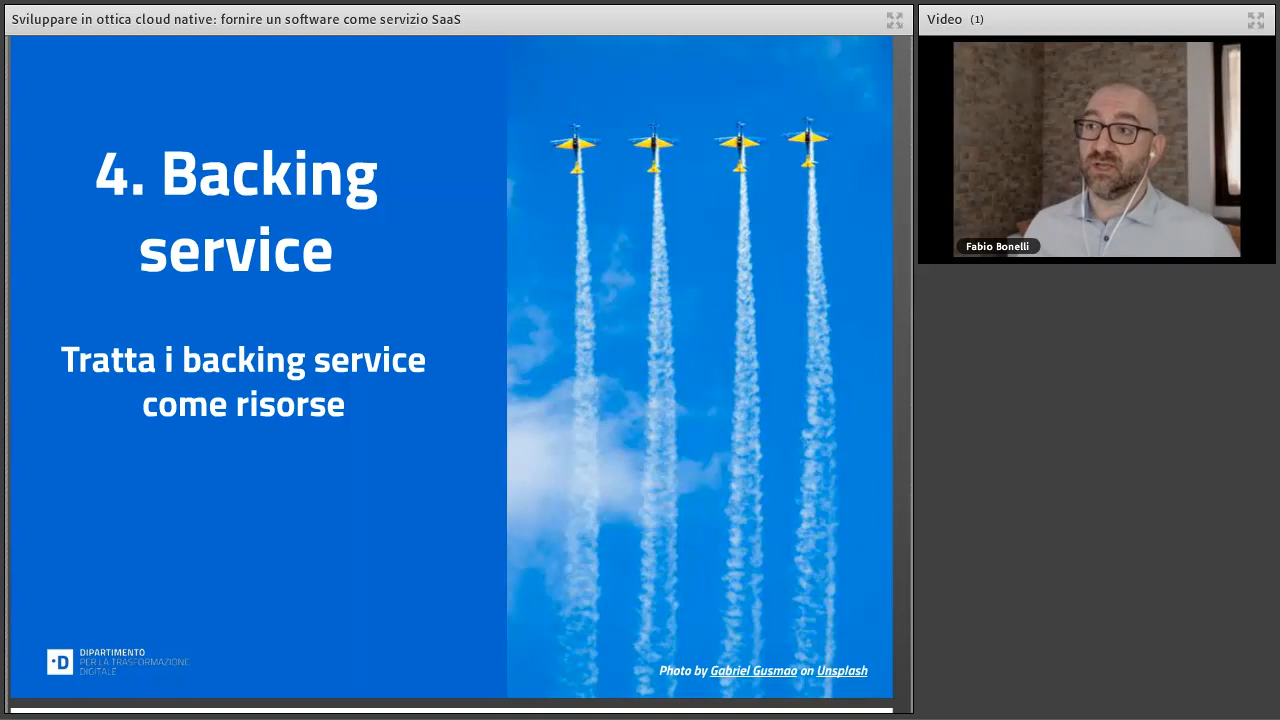 Sviluppare in ottica cloud native: fornire un software come servizio SaaS
Video (1)
4. Backing
service
Tratta i backing service
come risorse
DIPARTIMENTO
PER LA TRASFORMAZIONE
DIGITALE
Photo by Gabriel Gusmao on Unsplash
Fabio Bonelli